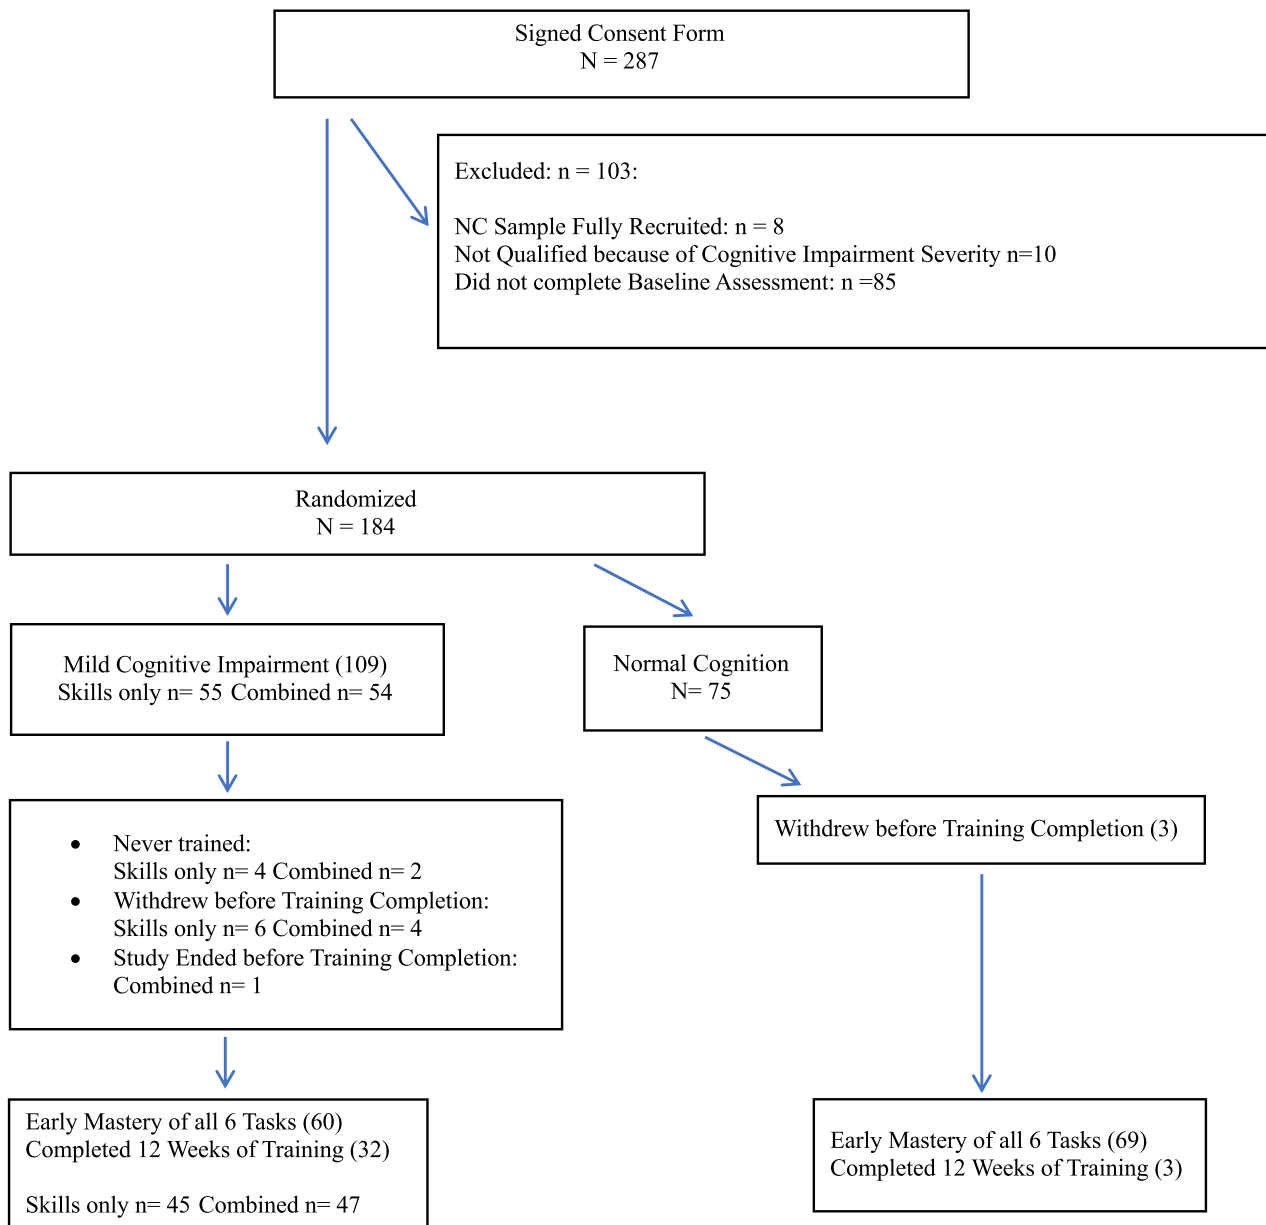 Signed Consent Form
N = 287
Excluded: n = 103:
NC Sample Fully Recruited: n = 8
Not Qualified because of Cognitive Impairment Severity n=10
Did not complete Baseline Assessment: n =85
Randomized
N = 184
Mild Cognitive Impairment (109)
Skills only n= 55 Combined n= 54
Normal Cognition
N= 75
• Never trained:
Skills only n= 4 Combined n= 2
• Withdrew before Training Completion:
Skills only n= 6 Combined n= 4
• Study Ended before Training Completion:
Combined n= 1
Withdrew before Training Completion (3)
Early Mastery of all 6 Tasks (60)
Completed 12 Weeks of Training (32)
Skills only n= 45 Combined n= 47
Early Mastery of all 6 Tasks (69)
Completed 12 Weeks of Training (3)